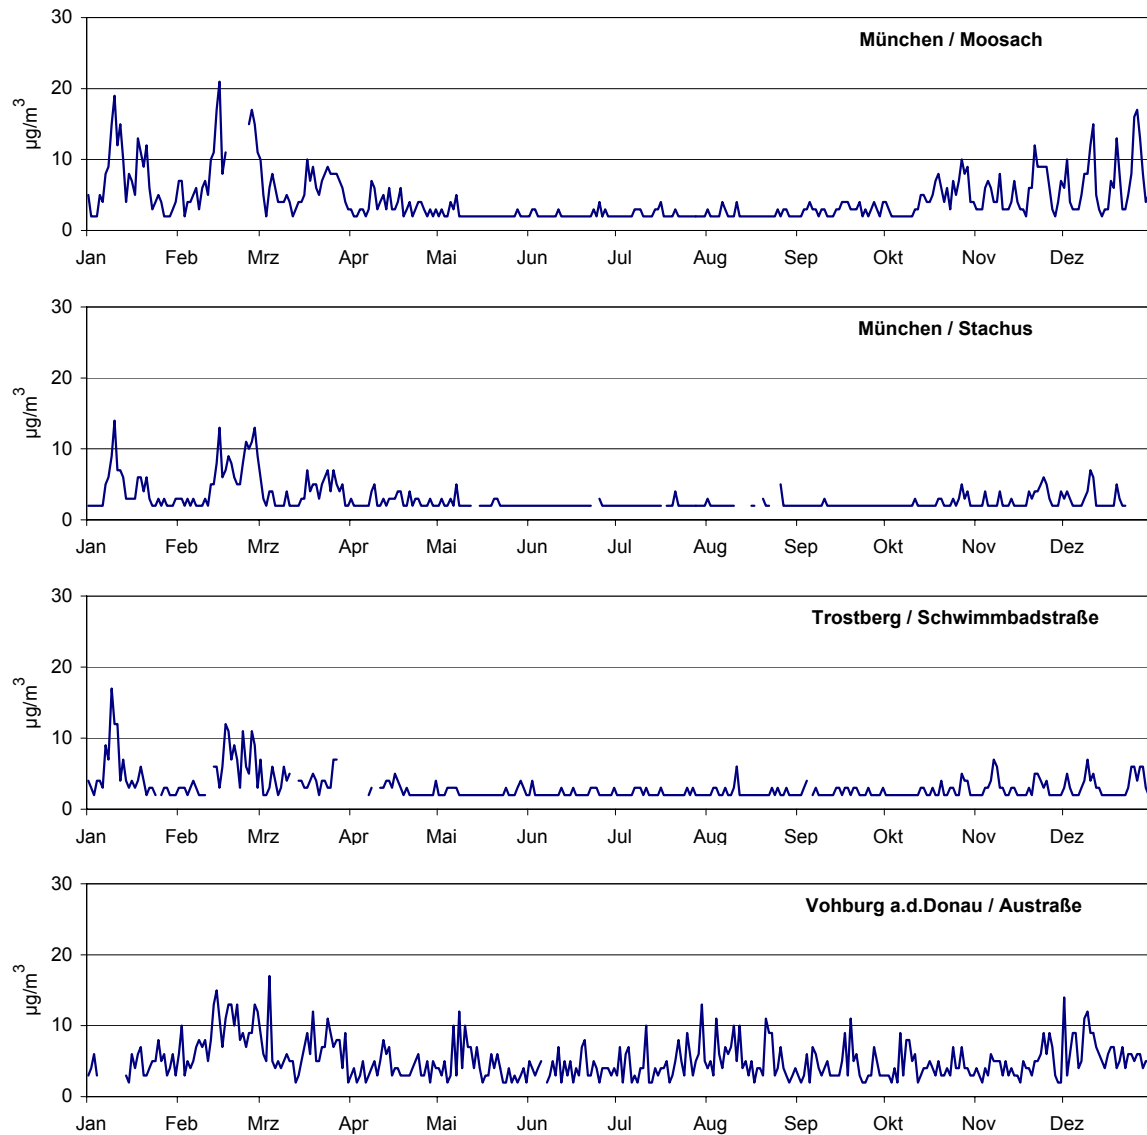 30
München / Moosach
20
µg/m³
10
0
Jan Feb Mrz Apr Mai Jun Jul Aug Sep Okt Nov Dez
30
München / Stachus
20
µg/m³
10
0
Jan Feb Mrz Apr Mai Jun Jul Aug Sep Okt Nov Dez
30
Trostberg / Schwimmbadstraße
20
µg/m³
10
0
Jan Feb Mrz Apr Mai Jun Jul Aug Sep Okt Nov Dez
30
Vohburg a.d.Donau / Austraße
20
µg/m³
10
0
Jan Feb Mrz Apr Mai Jun Jul Aug Sep Okt Nov Dez